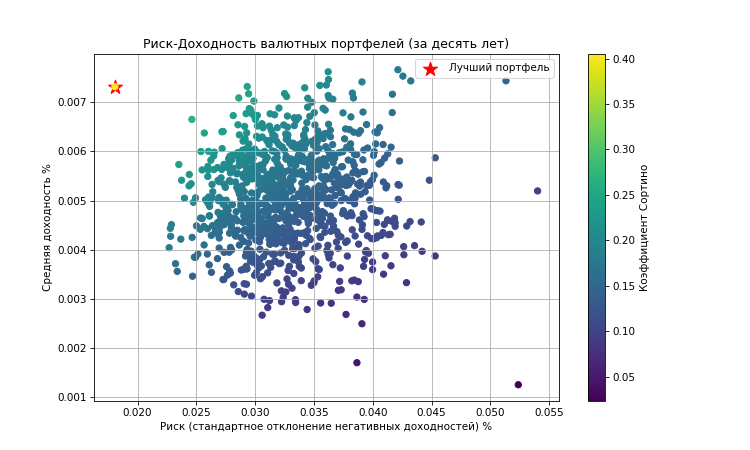 Риск-Доходность валютных портфелей (за десять лет)
Лучший портфель
0.40
0.35
0.30
0.25
0.20
0.15
0.10
0.05
Коэффициент Сортино
0.007
0.006
0.005
0.004
0.003
0.002
0.001
Средняя доходность %
0.020 0.025 0.030 0.035 0.040 0.045 0.050 0.055
Риск (стандартное отклонение негативных доходностей) %